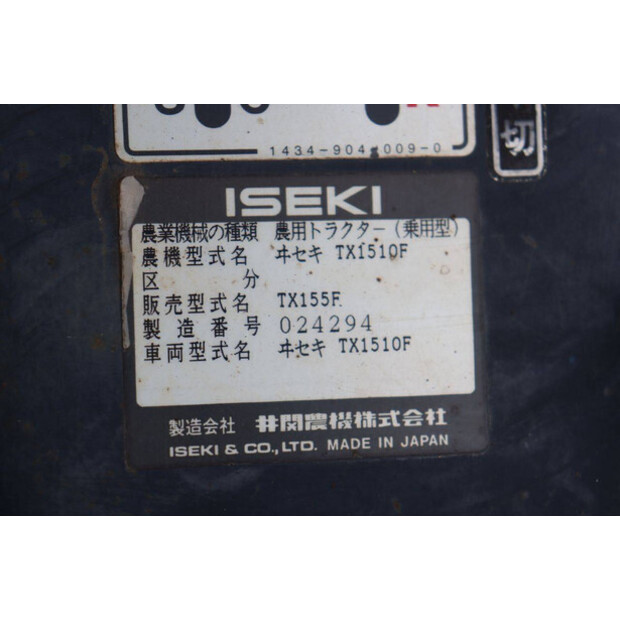 1434-904-009-0
切
ISEKI
農業機械の種類 農用トラクター(乗用型)
農機型式名 ヰセキ TX1510F
区分
販売型式名 TX155F
製造番号 024294
車両型式名 ヰセキ TX1510F
製造会社 井関農機株式会社
ISEKI & CO., LTD. MADE IN JAPAN